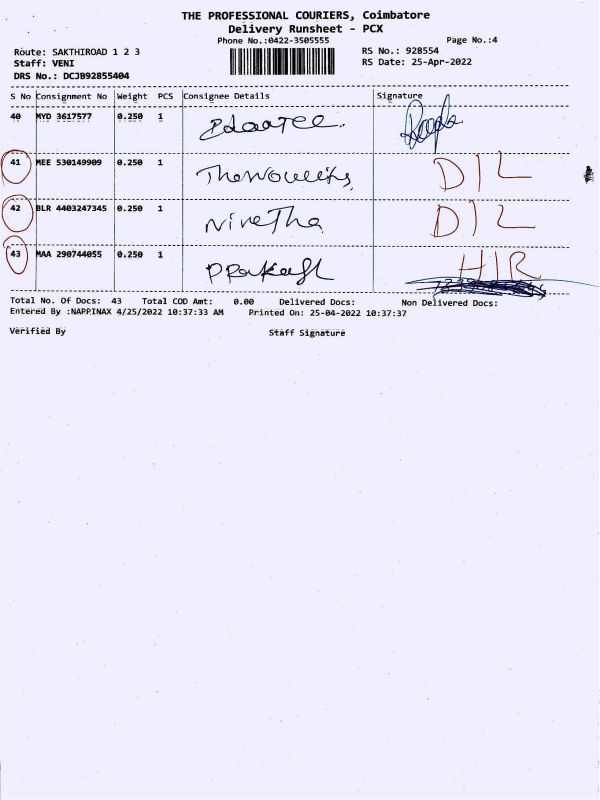 THE PROFESSIONAL COURIERS, Coimbatore
Delivery Runsheet - PCX
Phone No.:0422-3505555 Page No.:4
Route: SAKTHIROAD 1 2 3 RS No.: 928554
Staff: VENI RS Date: 25-Apr-2022
DRS No.: DCJB92855404
S No Consignment No Weight PCS Consignee Details Signature
40 MYD 3617577 0.250 1
41 MEE 530149909 0.250 1 D/L
42 BLR 4403247345 0.250 1 Nivetha D/L
43 MAA 290744055 0.250 1 PPrakash H/R
Total No. Of Docs: 43 Total COD Amt: 0.00 Delivered Docs: Non Delivered Docs:
Entered By :NAPPINAX 4/25/2022 10:37:33 AM Printed On: 25-04-2022 10:37:37
Verified By Staff Signature